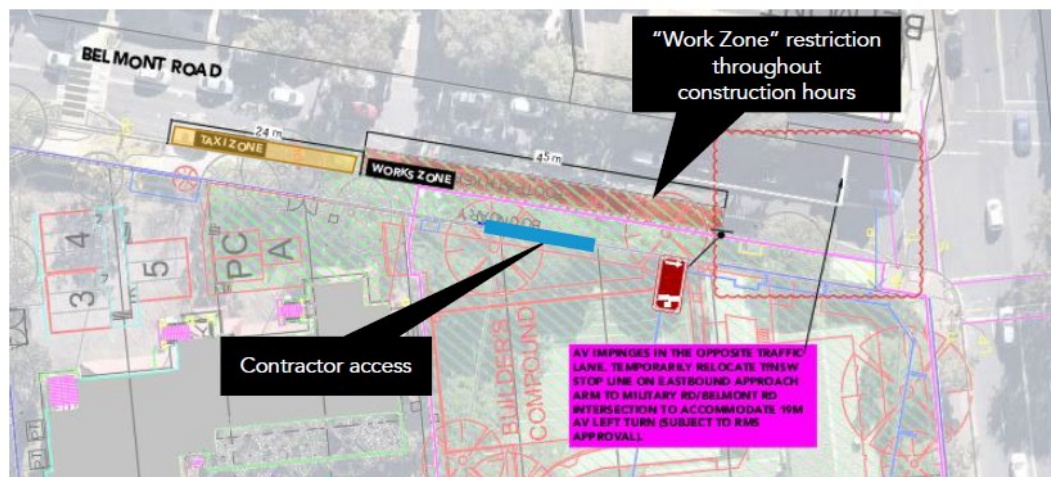 BELMONT ROAD
"Work Zone" restriction
throughout
construction hours
24 m
TAXI ZONE
45 m
WORKS ZONE
BOUNDARY
4
3
5
PC
A
Contractor access
BUILDER'S
COMPOUND
AV IMPINGES IN THE OPPOSITE TRAFFIC
LANE. TEMPORARILY RELOCATE TfNSW
STOP LINE ON EASTBOUND APPROACH
ARM TO MILITARY RD/BELMONT RD
INTERSECTION TO ACCOMMODATE 19M
AV LEFT TURN (SUBJECT TO RMS
APPROVAL).